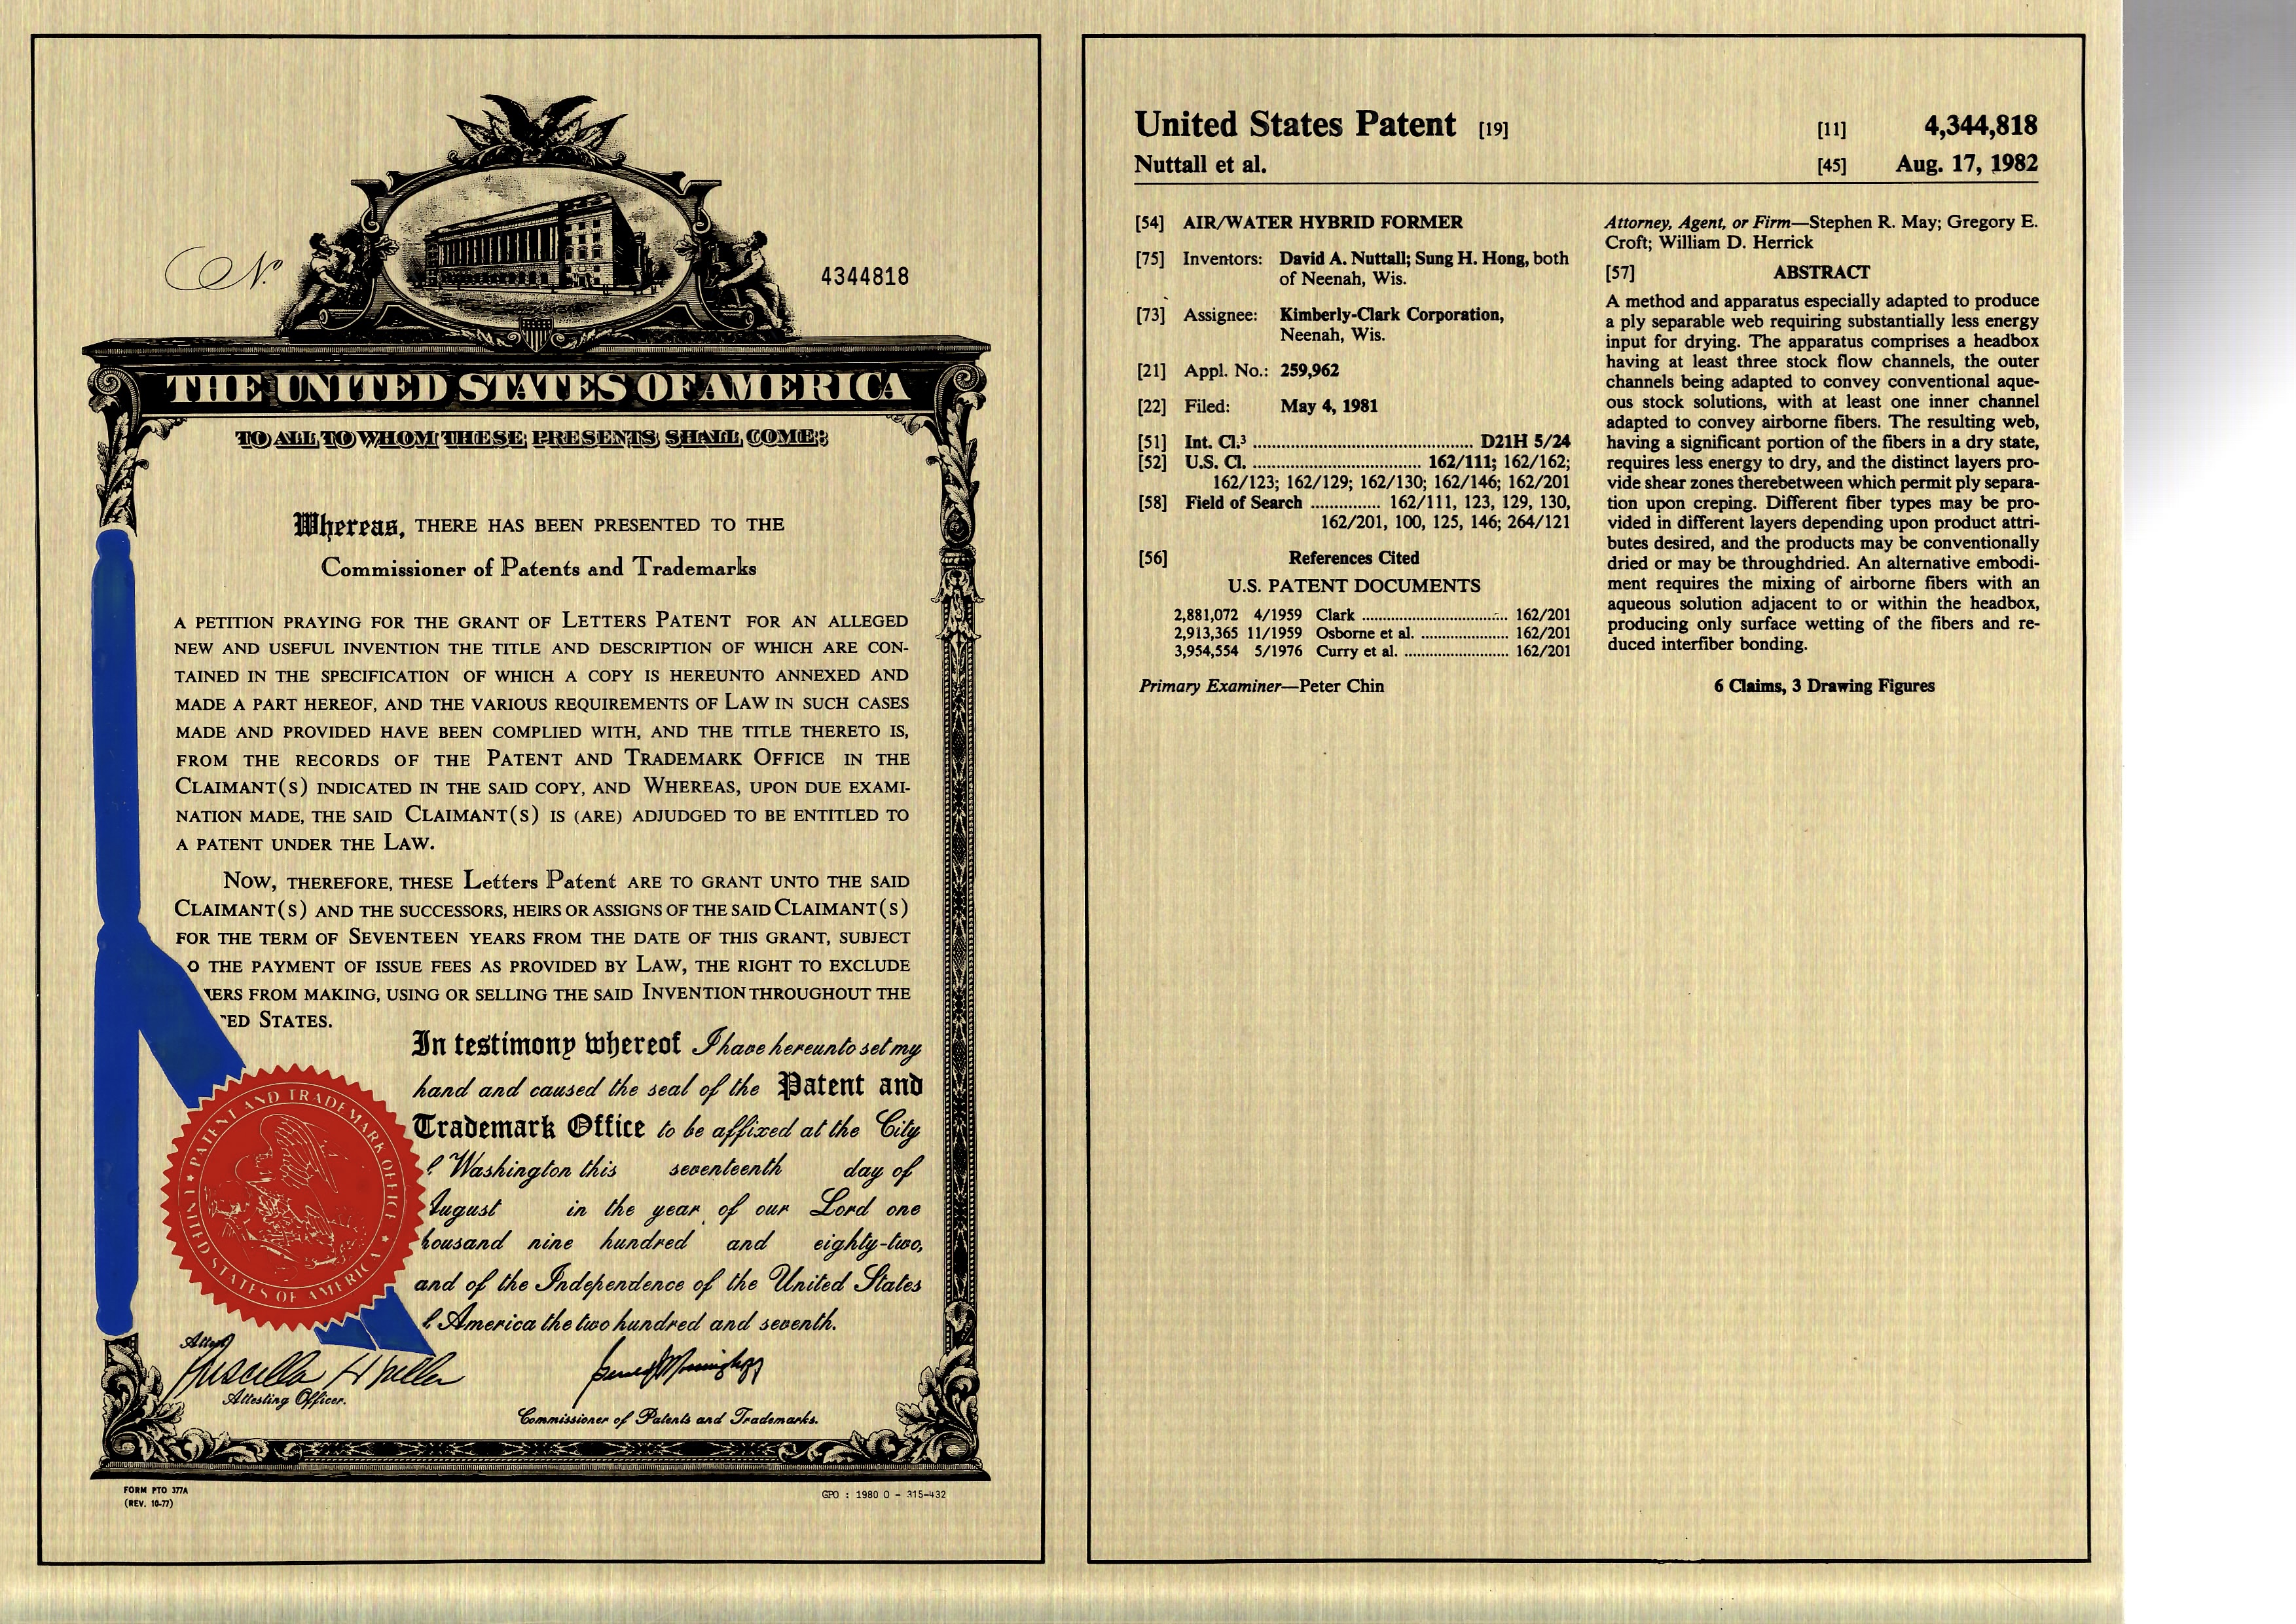 N.
4344818
THE UNITED STATES OF AMERICA
TO ALL TO WHOM THESE PRESENTS SHALL COME:
Whereas, THERE HAS BEEN PRESENTED TO THE
Commissioner of Patents and Trademarks
A PETITION PRAYING FOR THE GRANT OF LETTERS PATENT FOR AN ALLEGED
NEW AND USEFUL INVENTION THE TITLE AND DESCRIPTION OF WHICH ARE CON-
TAINED IN THE SPECIFICATION OF WHICH A COPY IS HEREUNTO ANNEXED AND
MADE A PART HEREOF, AND THE VARIOUS REQUIREMENTS OF LAW IN SUCH CASES
MADE AND PROVIDED HAVE BEEN COMPLIED WITH, AND THE TITLE THERETO IS,
FROM THE RECORDS OF THE PATENT AND TRADEMARK OFFICE IN THE
CLAIMANT(S) INDICATED IN THE SAID COPY, AND WHEREAS, UPON DUE EXAMI-
NATION MADE, THE SAID CLAIMANT(S) IS (ARE) ADJUDGED TO BE ENTITLED TO
A PATENT UNDER THE LAW.
NOW, THEREFORE, THESE Letters Patent ARE TO GRANT UNTO THE SAID
CLAIMANT(S) AND THE SUCCESSORS, HEIRS OR ASSIGNS OF THE SAID CLAIMANT(S)
FOR THE TERM OF SEVENTEEN YEARS FROM THE DATE OF THIS GRANT, SUBJECT
O THE PAYMENT OF ISSUE FEES AS PROVIDED BY LAW, THE RIGHT TO EXCLUDE
ERS FROM MAKING, USING OR SELLING THE SAID INVENTION THROUGHOUT THE
ED STATES.
In testimony whereof I have hereunto set my
hand and caused the seal of the Patent and
Trademark Office to be affixed at the City
Washington this seventeenth day of
August in the year of our Lord one
housand nine hundred and eighty-two,
and of the Independence of the United States
America the two hundred and seventh.
PATENT AND TRADEMARK OFFICE
UNITED STATES OF AMERICA
Attest
Attesting Officer.
Commissioner of Patents and Trademarks.
FORM PTO 377A
(REV. 10-77)
GPO : 1980 O - 315-432
United States Patent [19]
Nuttall et al.
[11] 4,344,818
[45] Aug. 17, 1982
[54] AIR/WATER HYBRID FORMER
[75] Inventors: David A. Nuttall; Sung H. Hong, both
of Neenah, Wis.
[73] Assignee: Kimberly-Clark Corporation,
Neenah, Wis.
[21] Appl. No.: 259,962
[22] Filed: May 4, 1981
[51] Int. Cl.³ .......... D21H 5/24
[52] U.S. Cl. .......... 162/111; 162/162;
162/123; 162/129; 162/130; 162/146; 162/201
[58] Field of Search .......... 162/111, 123, 129, 130,
162/201, 100, 125, 146; 264/121
[56] References Cited
U.S. PATENT DOCUMENTS
2,881,072 4/1959 Clark .......... 162/201
2,913,365 11/1959 Osborne et al. .......... 162/201
3,954,554 5/1976 Curry et al. .......... 162/201
Primary Examiner—Peter Chin
Attorney, Agent, or Firm—Stephen R. May; Gregory E.
Croft; William D. Herrick
[57] ABSTRACT
A method and apparatus especially adapted to produce
a ply separable web requiring substantially less energy
input for drying. The apparatus comprises a headbox
having at least three stock flow channels, the outer
channels being adapted to convey conventional aque-
ous stock solutions, with at least one inner channel
adapted to convey airborne fibers. The resulting web,
having a significant portion of the fibers in a dry state,
requires less energy to dry, and the distinct layers pro-
vide shear zones therebetween which permit ply separa-
tion upon creping. Different fiber types may be pro-
vided in different layers depending upon product attri-
butes desired, and the products may be conventionally
dried or may be throughdried. An alternative embodi-
ment requires the mixing of airborne fibers with an
aqueous solution adjacent to or within the headbox,
producing only surface wetting of the fibers and re-
duced interfiber bonding.
6 Claims, 3 Drawing Figures